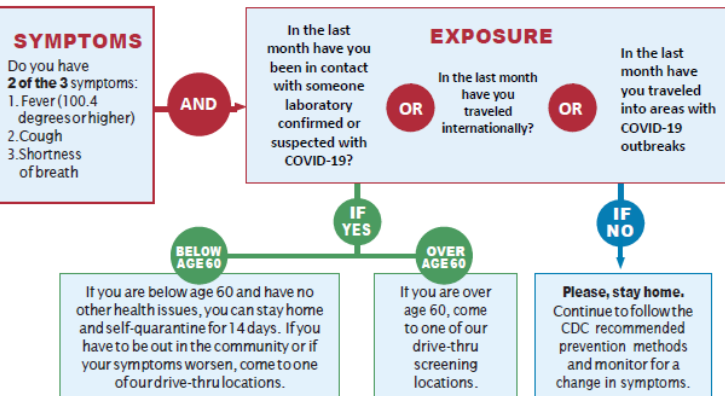 SYMPTOMS
Do you have
2 of the 3 symptoms:
1. Fever (100.4
degrees or higher)
2.Cough
3.Shortness
of breath
AND
In the last
month have you
been in contact
with someone
laboratory
confirmed or
suspected with
COVID-19?
EXPOSURE
OR
In the last month
have you
traveled
internationally?
OR
In the last
month have
you traveled
into areas with
COVID-19
outbreaks
IF
YES
BELOW
AGE 60
If you are below age 60 and have no
other health issues, you can stay home
and self-quarantine for 14 days. If you
have to be out in the community or if
your symptoms worsen, come to one
of our drive-thru locations.
OVER
AGE 60
If you are over
age 60, come
to one of our
drive-thru
screening
locations.
IF
NO
Please, stay home.
Continue to follow the
CDC recommended
prevention methods
and monitor for a
change in symptoms.